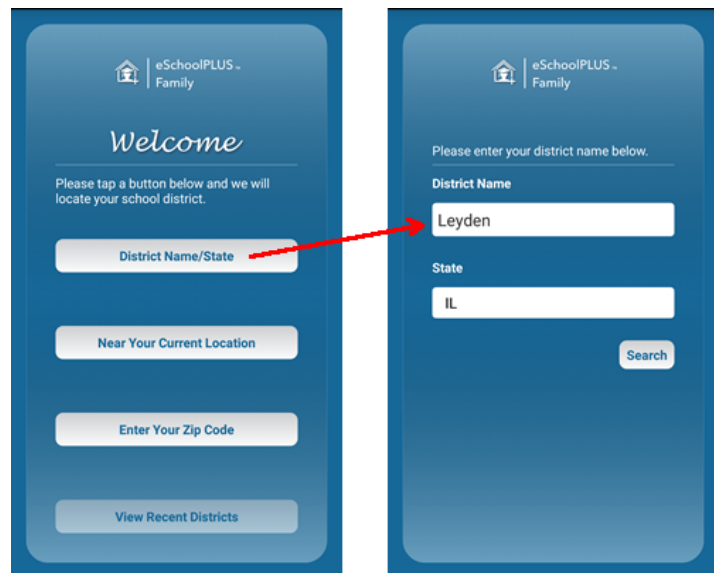 eSchoolPLUS™
Family
Welcome
Please tap a button below and we will
locate your school district.
District Name/State
Near Your Current Location
Enter Your Zip Code
View Recent Districts
eSchoolPLUS™
Family
Please enter your district name below.
District Name
Leyden
State
IL
Search